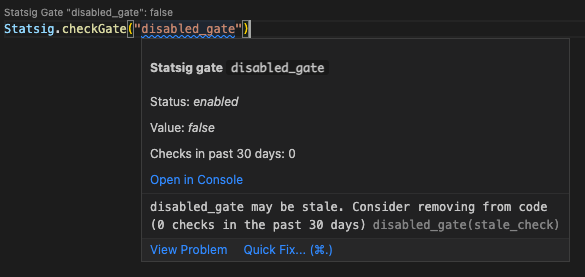 Statsig Gate "disabled_gate": false
Statsig.checkGate("disabled_gate")
Statsig gate disabled_gate
Status: enabled
Value: false
Checks in past 30 days: 0
Open in Console
disabled_gate may be stale. Consider removing from code
(0 checks in the past 30 days) disabled_gate(stale_check)
View Problem Quick Fix... (⌘.)